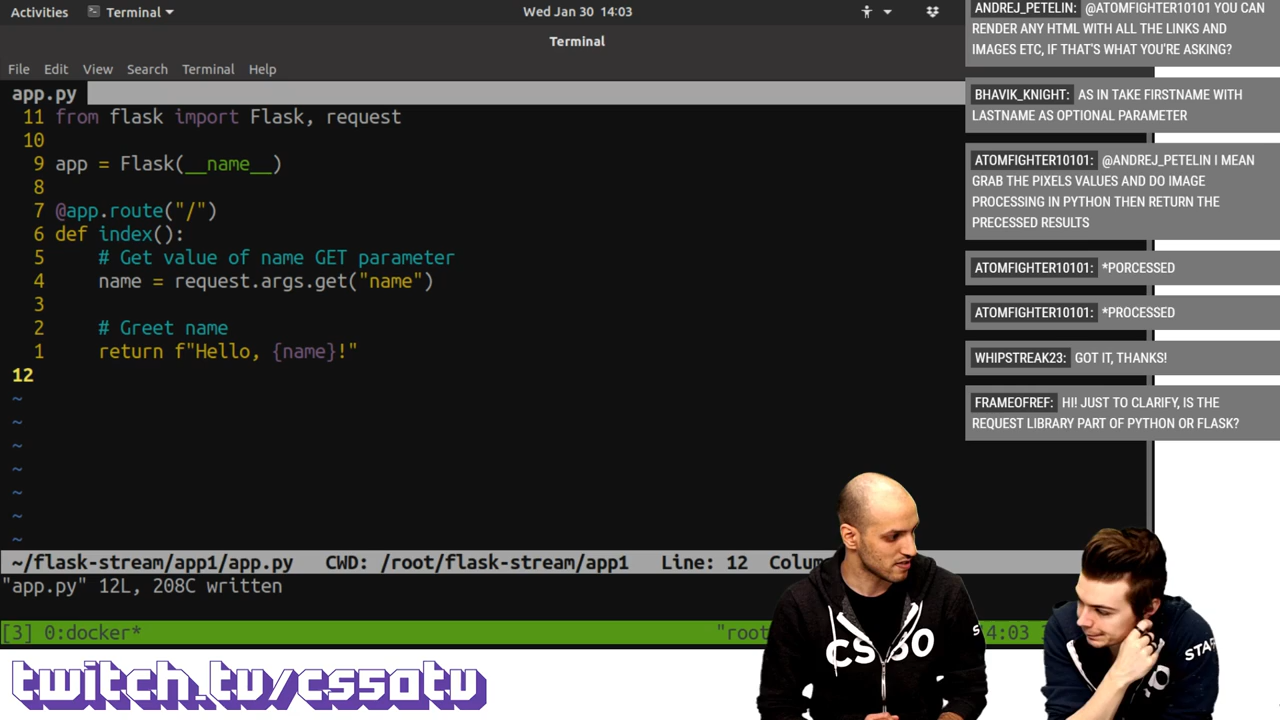 Activities
Terminal
Wed Jan 30 14:03
Terminal
File Edit View Search Terminal Help
app.py
11 from flask import Flask, request
10
9 app = Flask(__name__)
8
7 @app.route("/")
6 def index():
5 # Get value of name GET parameter
4 name = request.args.get("name")
3
2 # Greet name
1 return f"Hello, {name}!"
12
~
~
~
~
~
~
~
~/flask-stream/app1/app.py CWD: /root/flask-stream/app1 Line: 12
"app.py" 12L, 208C written
[3] 0:docker*
"root
14:03
twitch.tv/cs50tv
ANDREJ_PETELIN: @ATOMFIGHTER10101 YOU CAN
RENDER ANY HTML WITH ALL THE LINKS AND
IMAGES ETC, IF THAT'S WHAT YOU'RE ASKING?
BHAVIK_KNIGHT: AS IN TAKE FIRSTNAME WITH
LASTNAME AS OPTIONAL PARAMETER
ATOMFIGHTER10101: @ANDREJ_PETELIN I MEAN
GRAB THE PIXELS VALUES AND DO IMAGE
PROCESSING IN PYTHON THEN RETURN THE
PRECESSED RESULTS
ATOMFIGHTER10101: *PORCESSED
ATOMFIGHTER10101: *PROCESSED
WHIPSTREAK23: GOT IT, THANKS!
FRAMEOFREF: HI! JUST TO CLARIFY, IS THE
REQUEST LIBRARY PART OF PYTHON OR FLASK?